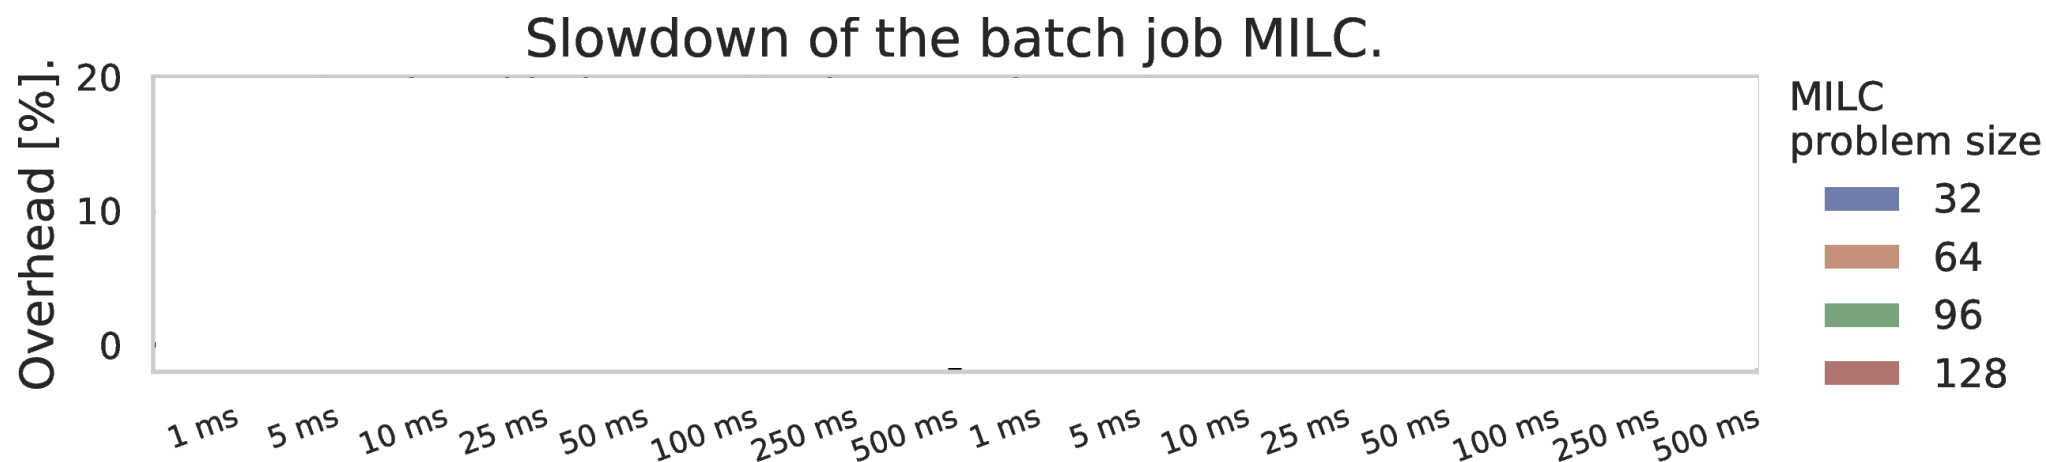 Slowdown of the batch job MILC.
Overhead [%].
20
10
0
1 ms
5 ms
10 ms
25 ms
50 ms
100 ms
250 ms
500 ms
1 ms
5 ms
10 ms
25 ms
50 ms
100 ms
250 ms
500 ms
MILC
problem size
32
64
96
128